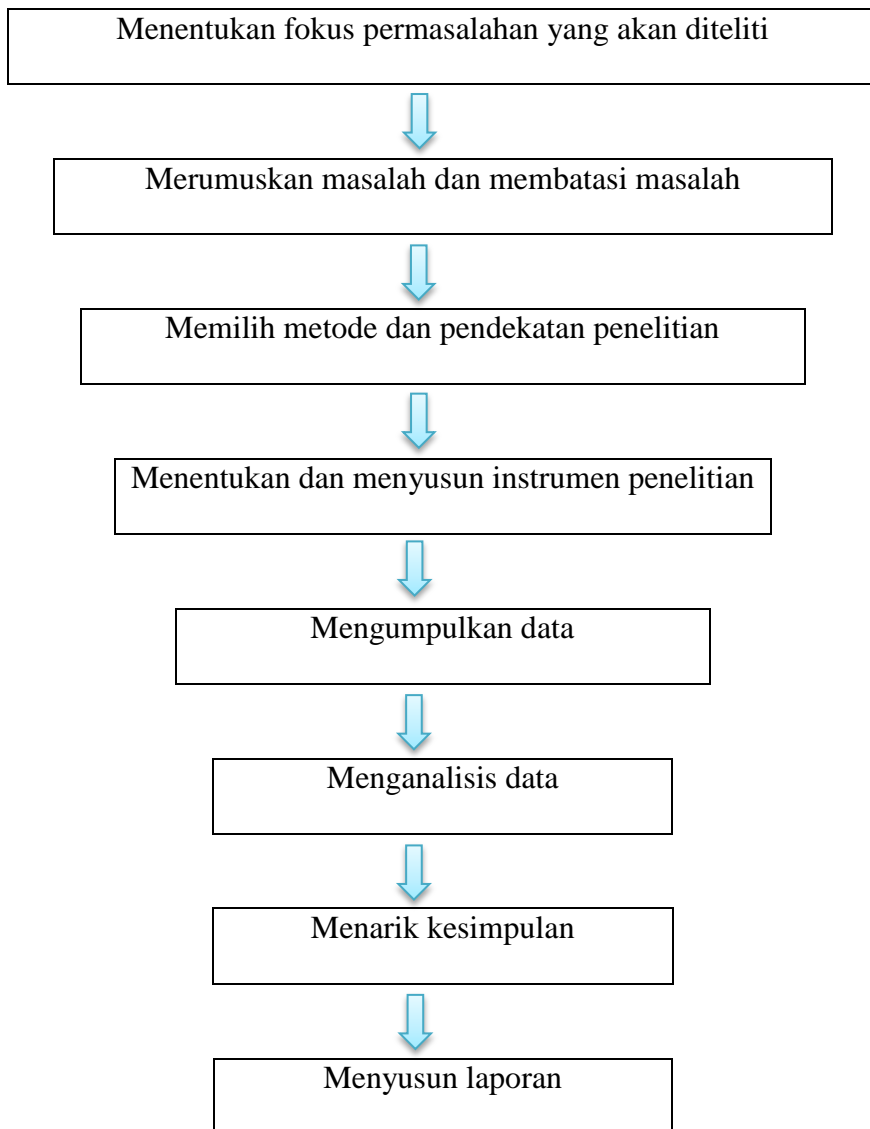 Menentukan fokus permasalahan yang akan diteliti
Merumuskan masalah dan membatasi masalah
Memilih metode dan pendekatan penelitian
Menentukan dan menyusun instrumen penelitian
Mengumpulkan data
Menganalisis data
Menarik kesimpulan
Menyusun laporan